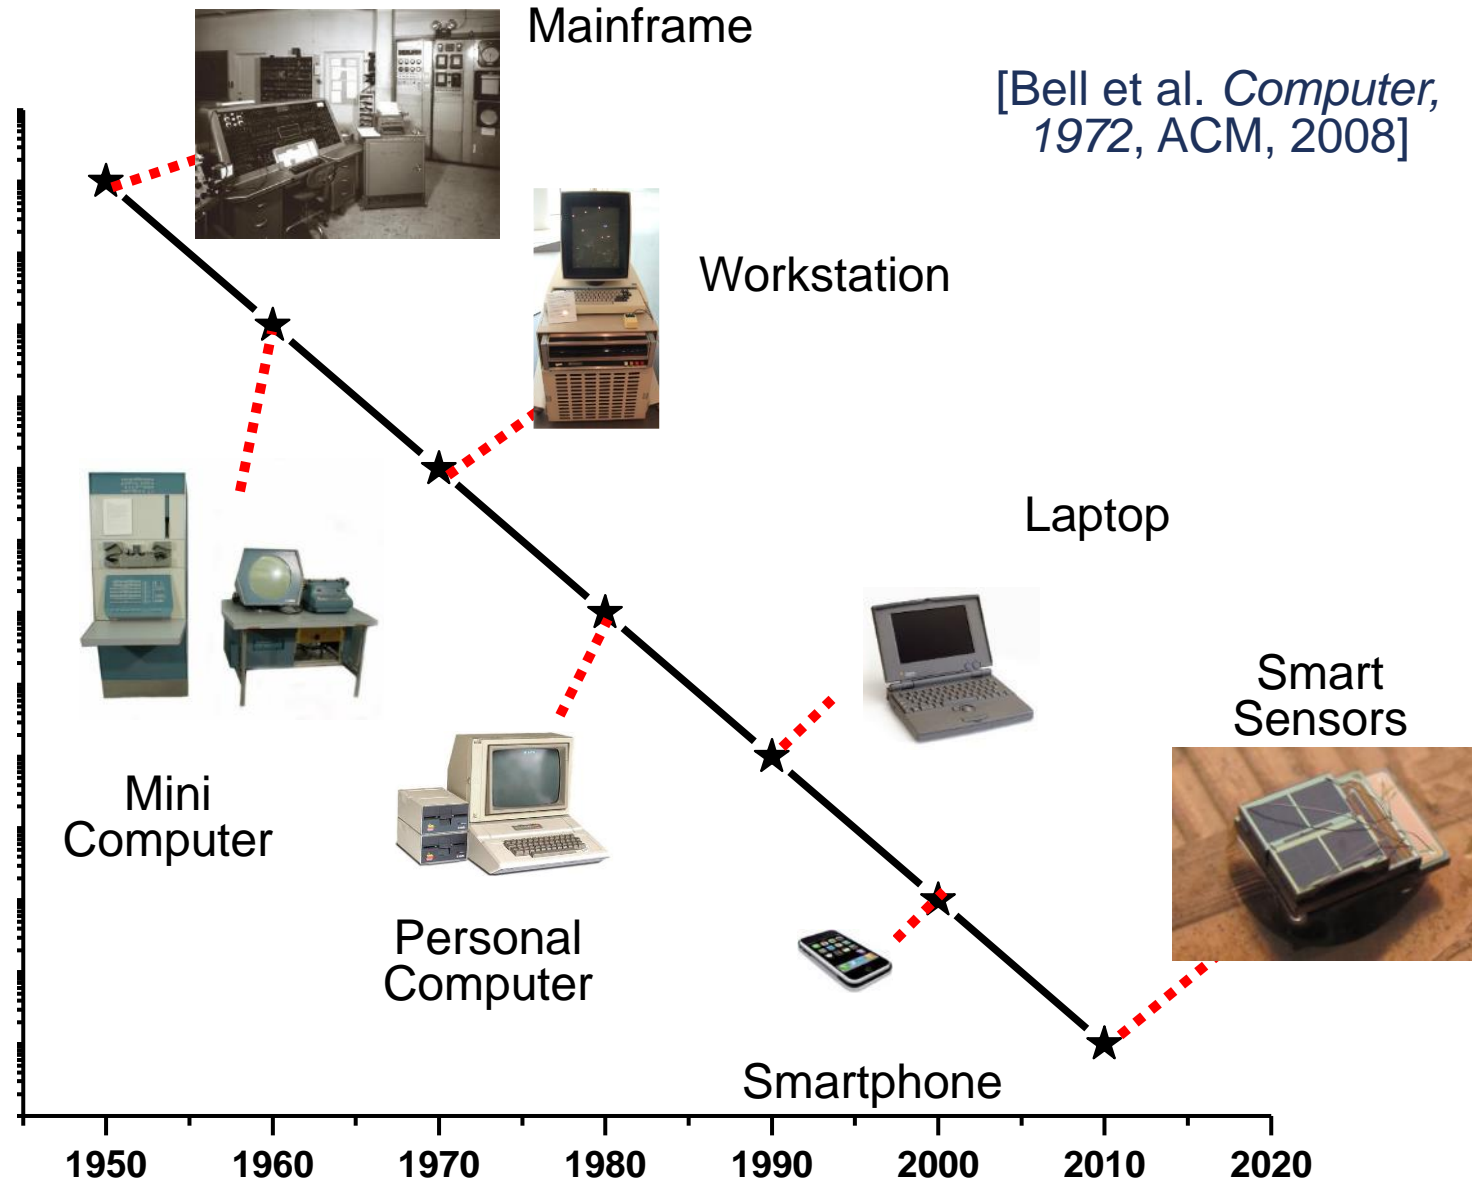 Mainframe
[Bell et al. Computer,
1972, ACM, 2008]
Workstation
Laptop
Smart
Sensors
Mini
Computer
Personal
Computer
Smartphone
1950 1960 1970 1980 1990 2000 2010 2020